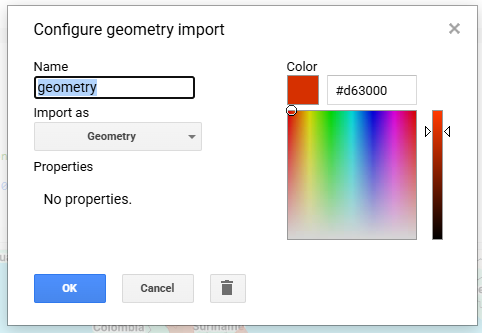 Configure geometry import
Name
geometry
Import as
Geometry
Properties
No properties.
Color
#d63000
OK
Cancel
Colombia
Suriname